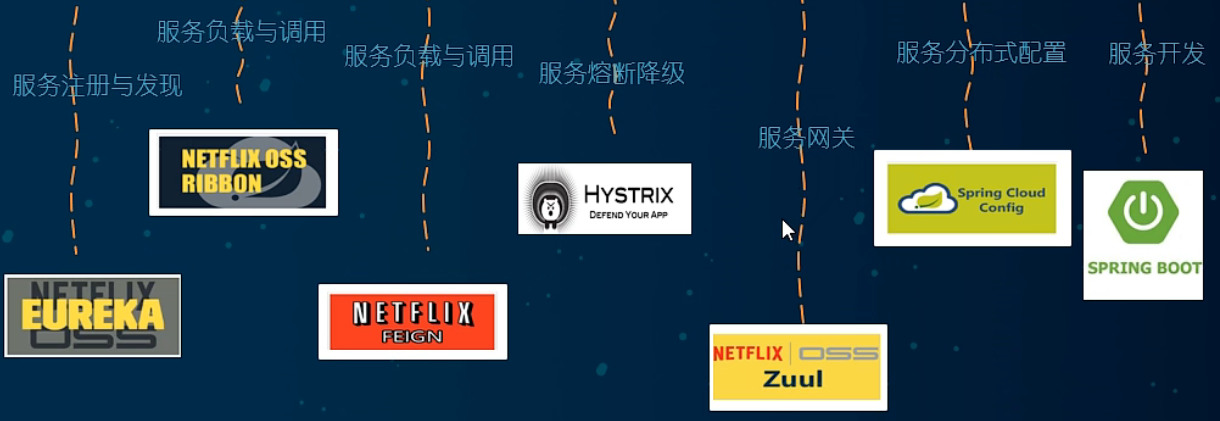 服务注册与发现
NETFLIX
EUREKA
OSS
服务负载与调用
NETFLIX OSS
RIBBON
服务负载与调用
NETFLIX
FEIGN
服务熔断降级
HYSTRIX
DEFEND YOUR APP
服务网关
NETFLIX OSS
Zuul
服务分布式配置
Spring Cloud
Config
服务开发
SPRING BOOT